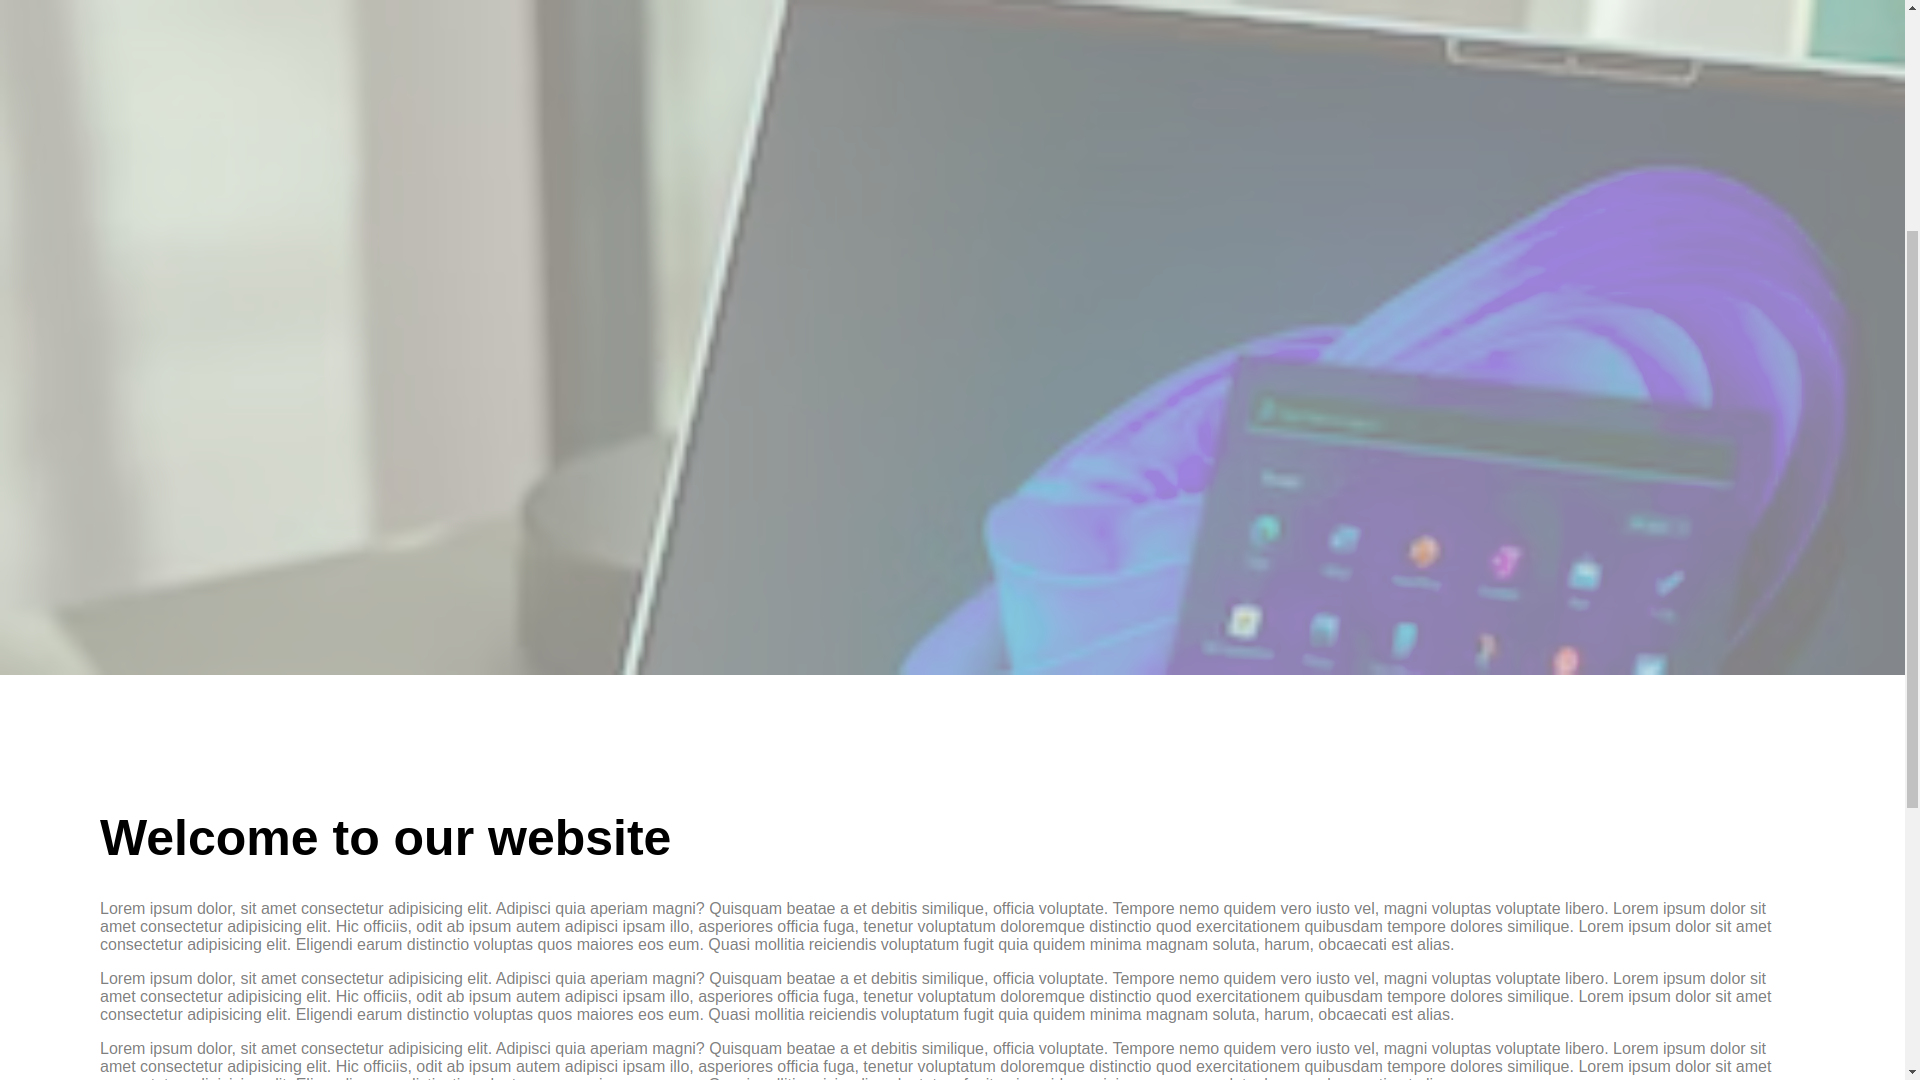 Welcome to our website
Lorem ipsum dolor, sit amet consectetur adipisicing elit. Adipisci quia aperiam magni? Quisquam beatae a et debitis similique, officia voluptate. Tempore nemo quidem vero iusto vel, magni voluptas voluptate libero. Lorem ipsum dolor sit
amet consectetur adipisicing elit. Hic officiis, odit ab ipsum autem adipisci ipsam illo, asperiores officia fuga, tenetur voluptatum doloremque distinctio quod exercitationem quibusdam tempore dolores similique. Lorem ipsum dolor sit amet
consectetur adipisicing elit. Eligendi earum distinctio voluptas quos maiores eos eum. Quasi mollitia reiciendis voluptatum fugit quia quidem minima magnam soluta, harum, obcaecati est alias.
Lorem ipsum dolor, sit amet consectetur adipisicing elit. Adipisci quia aperiam magni? Quisquam beatae a et debitis similique, officia voluptate. Tempore nemo quidem vero iusto vel, magni voluptas voluptate libero. Lorem ipsum dolor sit
amet consectetur adipisicing elit. Hic officiis, odit ab ipsum autem adipisci ipsam illo, asperiores officia fuga, tenetur voluptatum doloremque distinctio quod exercitationem quibusdam tempore dolores similique. Lorem ipsum dolor sit amet
consectetur adipisicing elit. Eligendi earum distinctio voluptas quos maiores eos eum. Quasi mollitia reiciendis voluptatum fugit quia quidem minima magnam soluta, harum, obcaecati est alias.
Lorem ipsum dolor, sit amet consectetur adipisicing elit. Adipisci quia aperiam magni? Quisquam beatae a et debitis similique, officia voluptate. Tempore nemo quidem vero iusto vel, magni voluptas voluptate libero. Lorem ipsum dolor sit
amet consectetur adipisicing elit. Hic officiis, odit ab ipsum autem adipisci ipsam illo, asperiores officia fuga, tenetur voluptatum doloremque distinctio quod exercitationem quibusdam tempore dolores similique. Lorem ipsum dolor sit amet